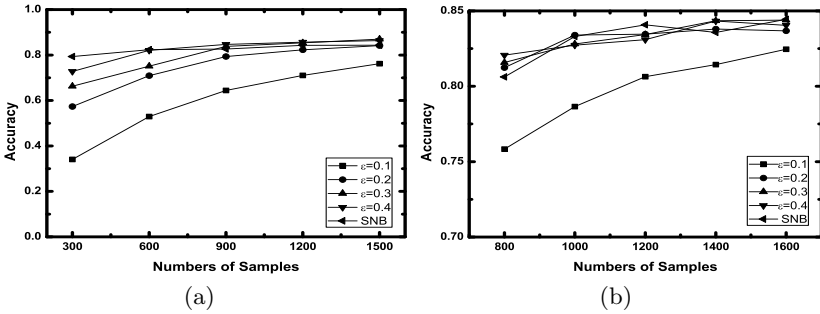 1.0
0.8
0.6
0.4
0.2
0.0
Accuracy
300 600 900 1200 1500
Numbers of Samples
ε=0.1
ε=0.2
ε=0.3
ε=0.4
SNB
(a)
0.85
0.80
0.75
0.70
Accuracy
800 1000 1200 1400 1600
Numbers of Samples
ε=0.1
ε=0.2
ε=0.3
ε=0.4
SNB
(b)